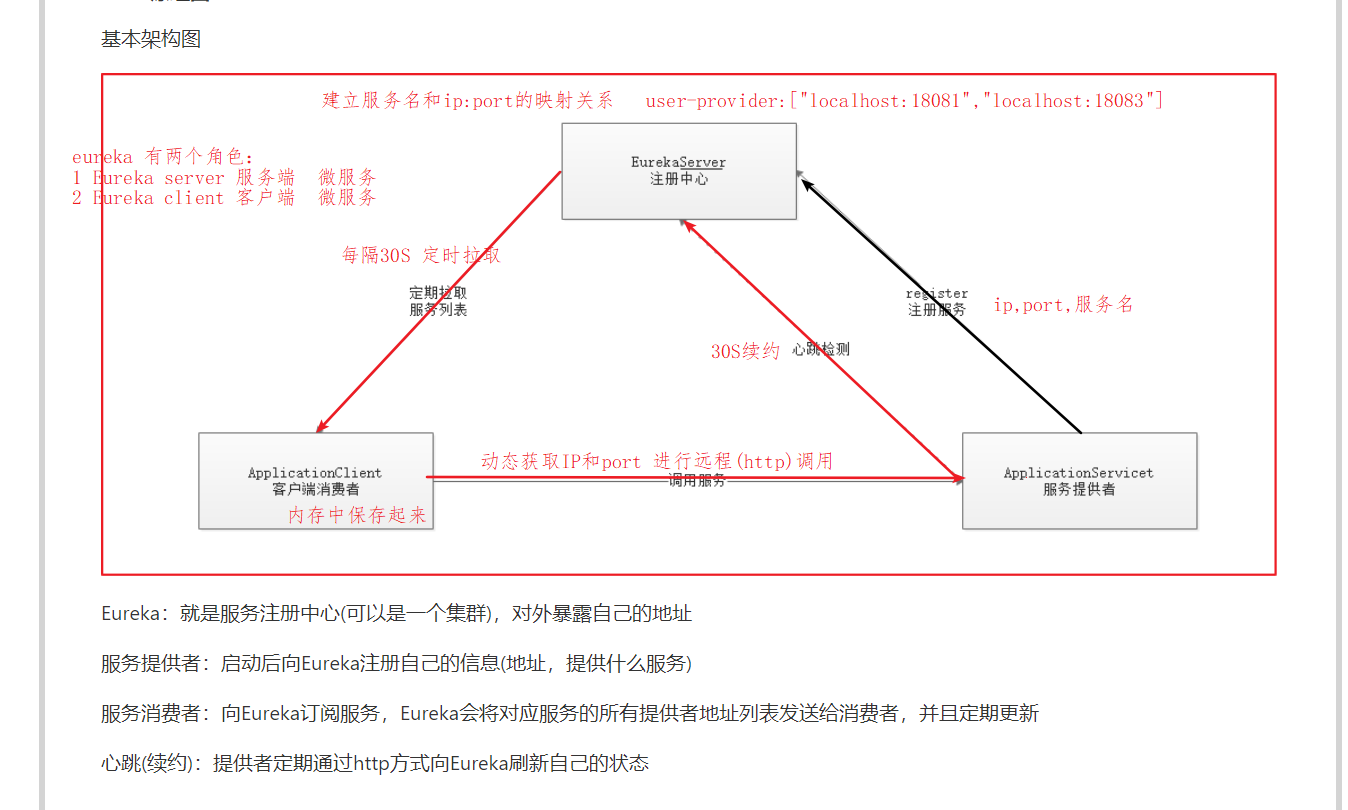 基本架构图
建立服务名和ip:port的映射关系 user-provider:["localhost:18081","localhost:18083"]
eureka 有两个角色：
1 Eureka server 服务端 微服务
2 Eureka client 客户端 微服务
EurekaServer
注册中心
每隔30S 定时拉取
定期拉取
服务列表
register
注册服务
ip,port,服务名
30S续约
心跳检测
动态获取IP和port 进行远程(http)调用
调用服务
ApplicationClient
客户端消费者
内存中保存起来
ApplicationServicet
服务提供者
Eureka：就是服务注册中心(可以是一个集群)，对外暴露自己的地址
服务提供者：启动后向Eureka注册自己的信息(地址，提供什么服务)
服务消费者：向Eureka订阅服务，Eureka会将对应服务的所有提供者地址列表发送给消费者，并且定期更新
心跳(续约)：提供者定期通过http方式向Eureka刷新自己的状态